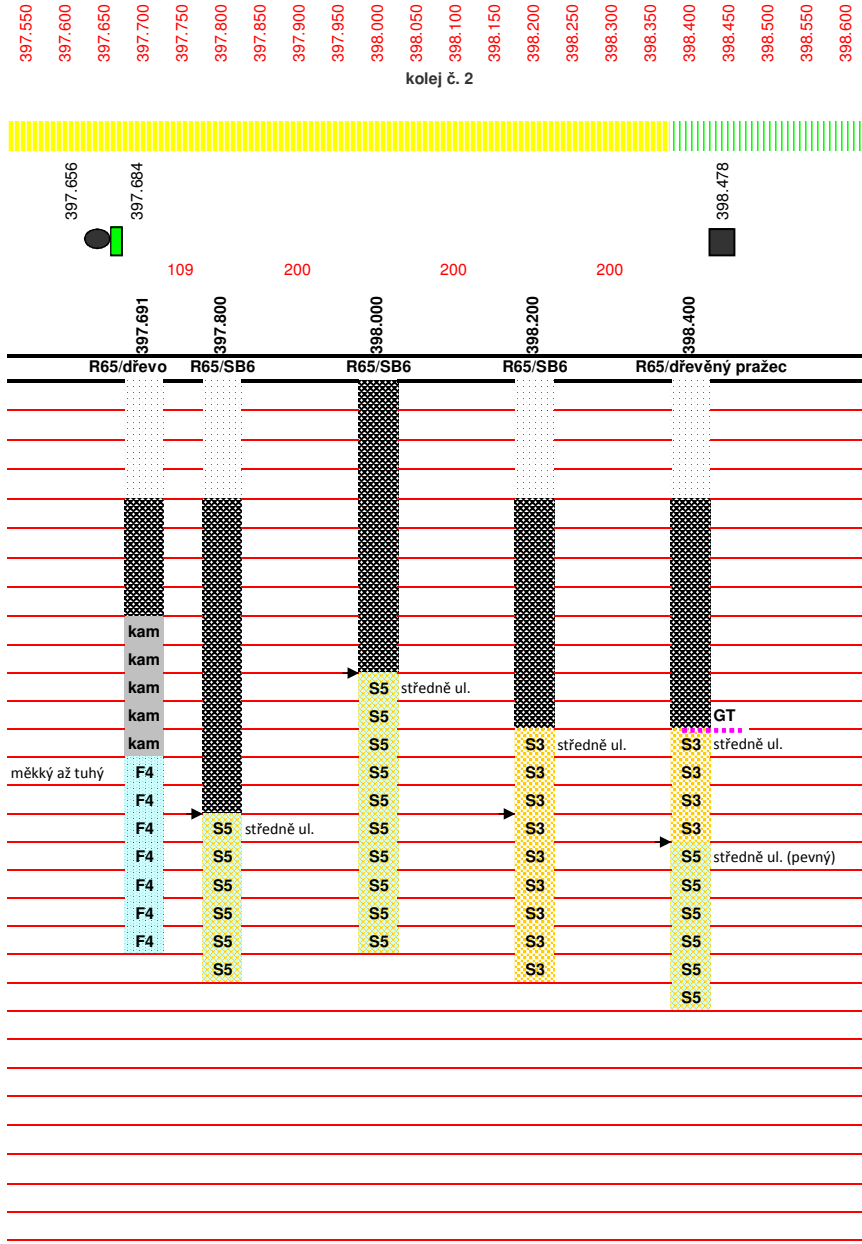 397.550 397.600 397.650 397.700 397.750 397.800 397.850 397.900 397.950 398.000 398.050 398.100 398.150 398.200 398.250 398.300 398.350 398.400 398.450 398.500 398.550 398.600
kolej č. 2
397.656 397.684 398.478
109 200 200 200
397.691 397.800 398.000 398.200 398.400
R65/dřevo R65/SB6 R65/SB6 R65/SB6 R65/dřevěný pražec
kam
kam
kam S5 středně ul.
kam S5 GT
kam S5 S3 středně ul. S3 středně ul.
měkký až tuhý F4 S5 S3 S3
F4 S5 S3 S3
F4 S5 středně ul. S5 S3 S3
F4 S5 S5 S3 S5 středně ul. (pevný)
F4 S5 S5 S3 S5
F4 S5 S5 S3 S5
F4 S5 S5 S3 S5
S5 S3 S5
S5